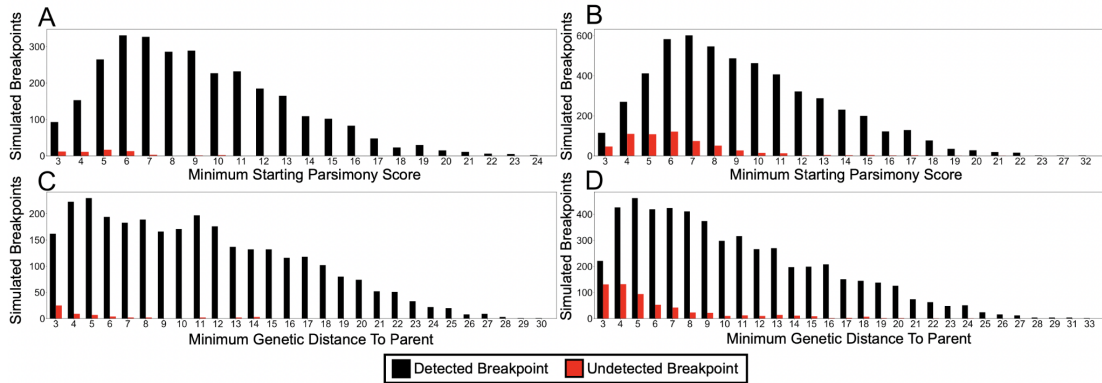 A
Simulated Breakpoints
300
200
100
0
3 4 5 6 7 8 9 10 11 12 13 14 15 16 17 18 19 20 21 22 23 24
Minimum Starting Parsimony Score
B
Simulated Breakpoints
600
400
200
0
3 4 5 6 7 8 9 10 11 12 13 14 15 16 17 18 19 20 21 22 23 27 32
Minimum Starting Parsimony Score
C
Simulated Breakpoints
200
150
100
50
0
3 4 5 6 7 8 9 10 11 12 13 14 15 16 17 18 19 20 21 22 23 24 25 26 27 28 29 30
Minimum Genetic Distance To Parent
D
Simulated Breakpoints
400
300
200
100
0
3 4 5 6 7 8 9 10 11 12 13 14 15 16 17 18 19 20 21 22 23 24 25 26 27 28 29 31 33
Minimum Genetic Distance To Parent
Detected Breakpoint
Undetected Breakpoint